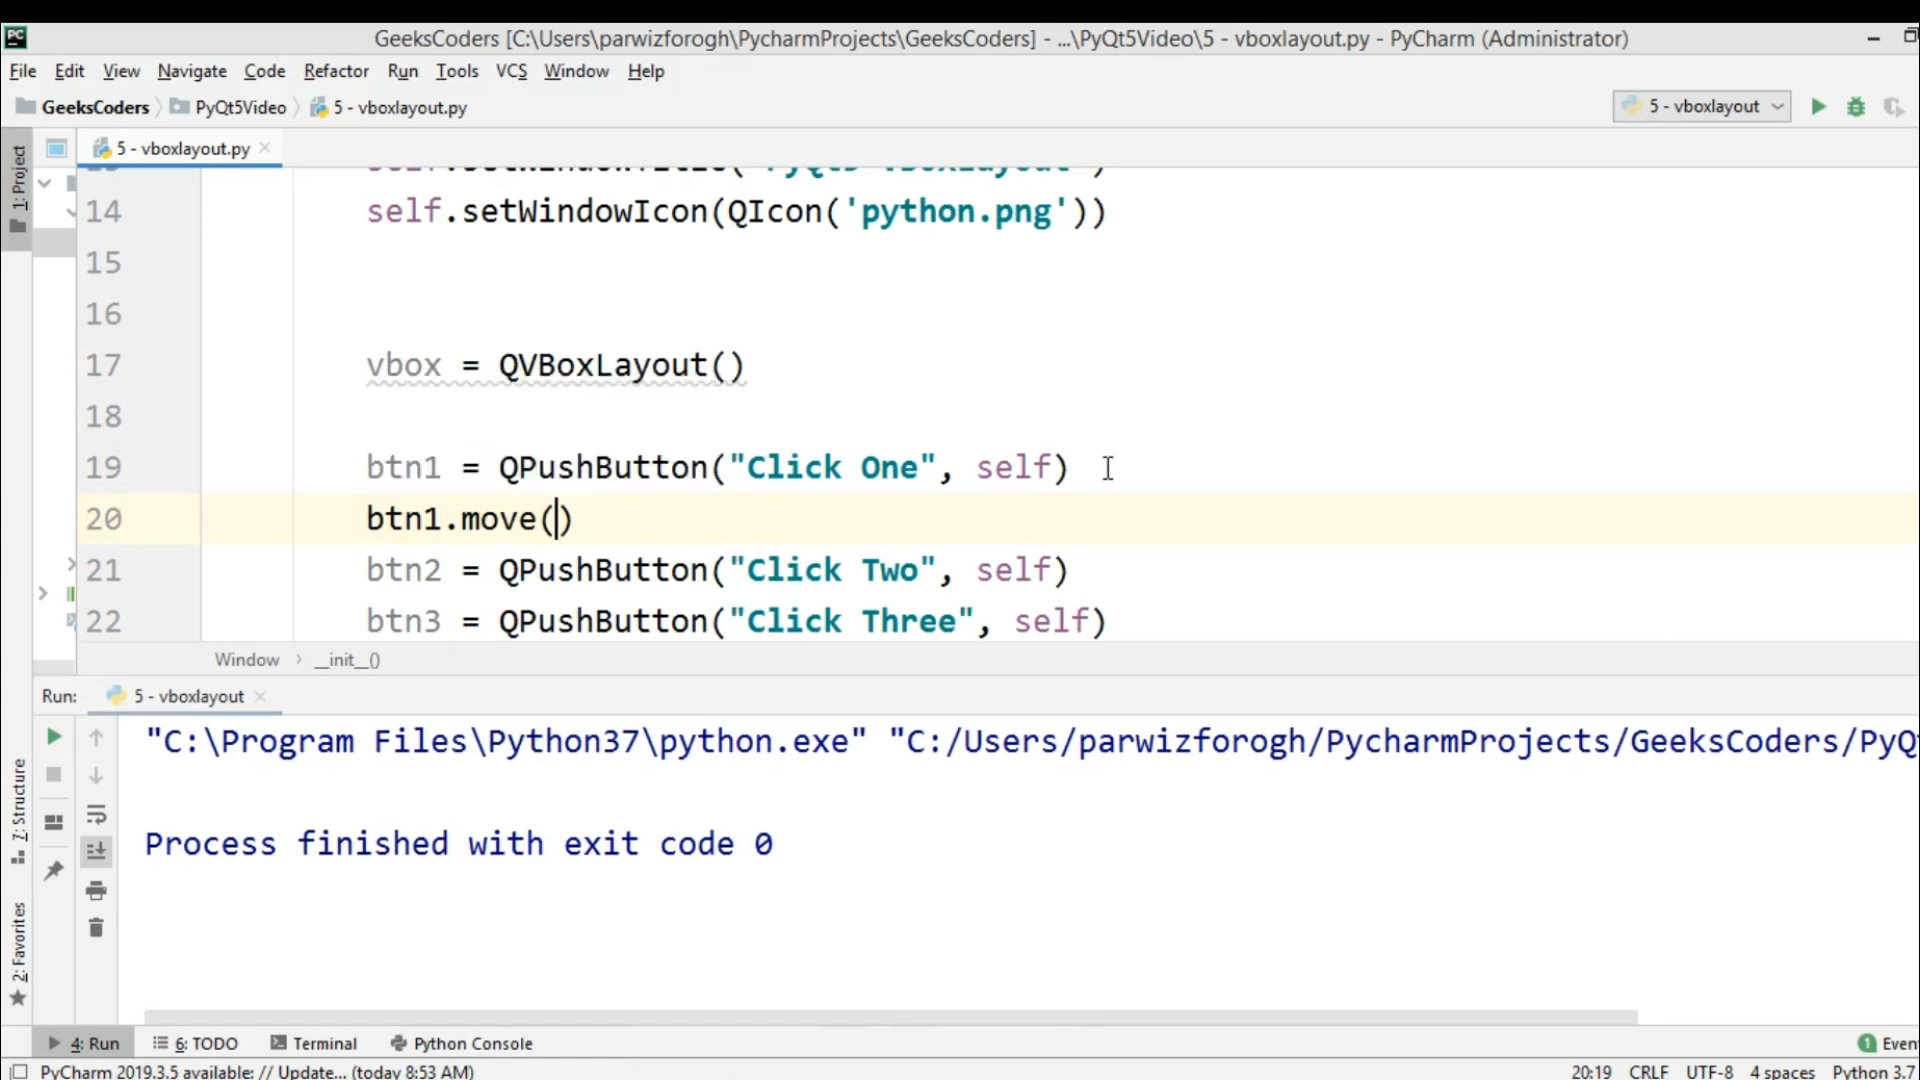 PC GeeksCoders [C:\Users\parwizforogh\PycharmProjects\GeeksCoders] - ...\PyQt5Video\5 - vboxlayout.py - PyCharm (Administrator)
File Edit View Navigate Code Refactor Run Tools VCS Window Help
GeeksCoders PyQt5Video 5 - vboxlayout.py 5 - vboxlayout
1: Project
5 - vboxlayout.py
14 self.setWindowIcon(QIcon('python.png'))
15
16
17 vbox = QVBoxLayout()
18
19 btn1 = QPushButton("Click One", self)
20 btn1.move()
21 btn2 = QPushButton("Click Two", self)
22 btn3 = QPushButton("Click Three", self)
Window › __init__()
Run: 5 - vboxlayout
"C:\Program Files\Python37\python.exe" "C:/Users/parwizforogh/PycharmProjects/GeeksCoders/PyQ
Process finished with exit code 0
7: Structure
2: Favorites
4: Run 6: TODO Terminal Python Console 1 Even
PyCharm 2019.3.5 available: // Update... (today 8:53 AM) 20:19 CRLF UTF-8 4 spaces Python 3.7